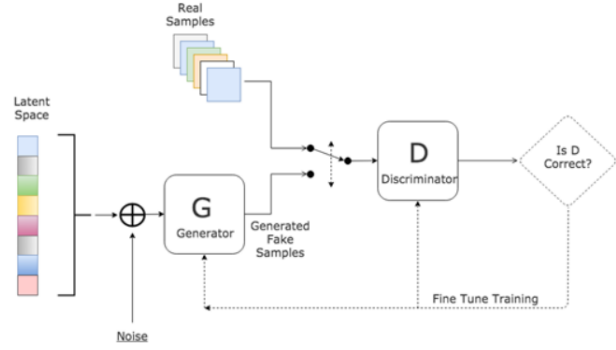 Real
Samples
Latent
Space
G
Generator
Generated
Fake
Samples
D
Discriminator
Is D
Correct?
Noise
Fine Tune Training